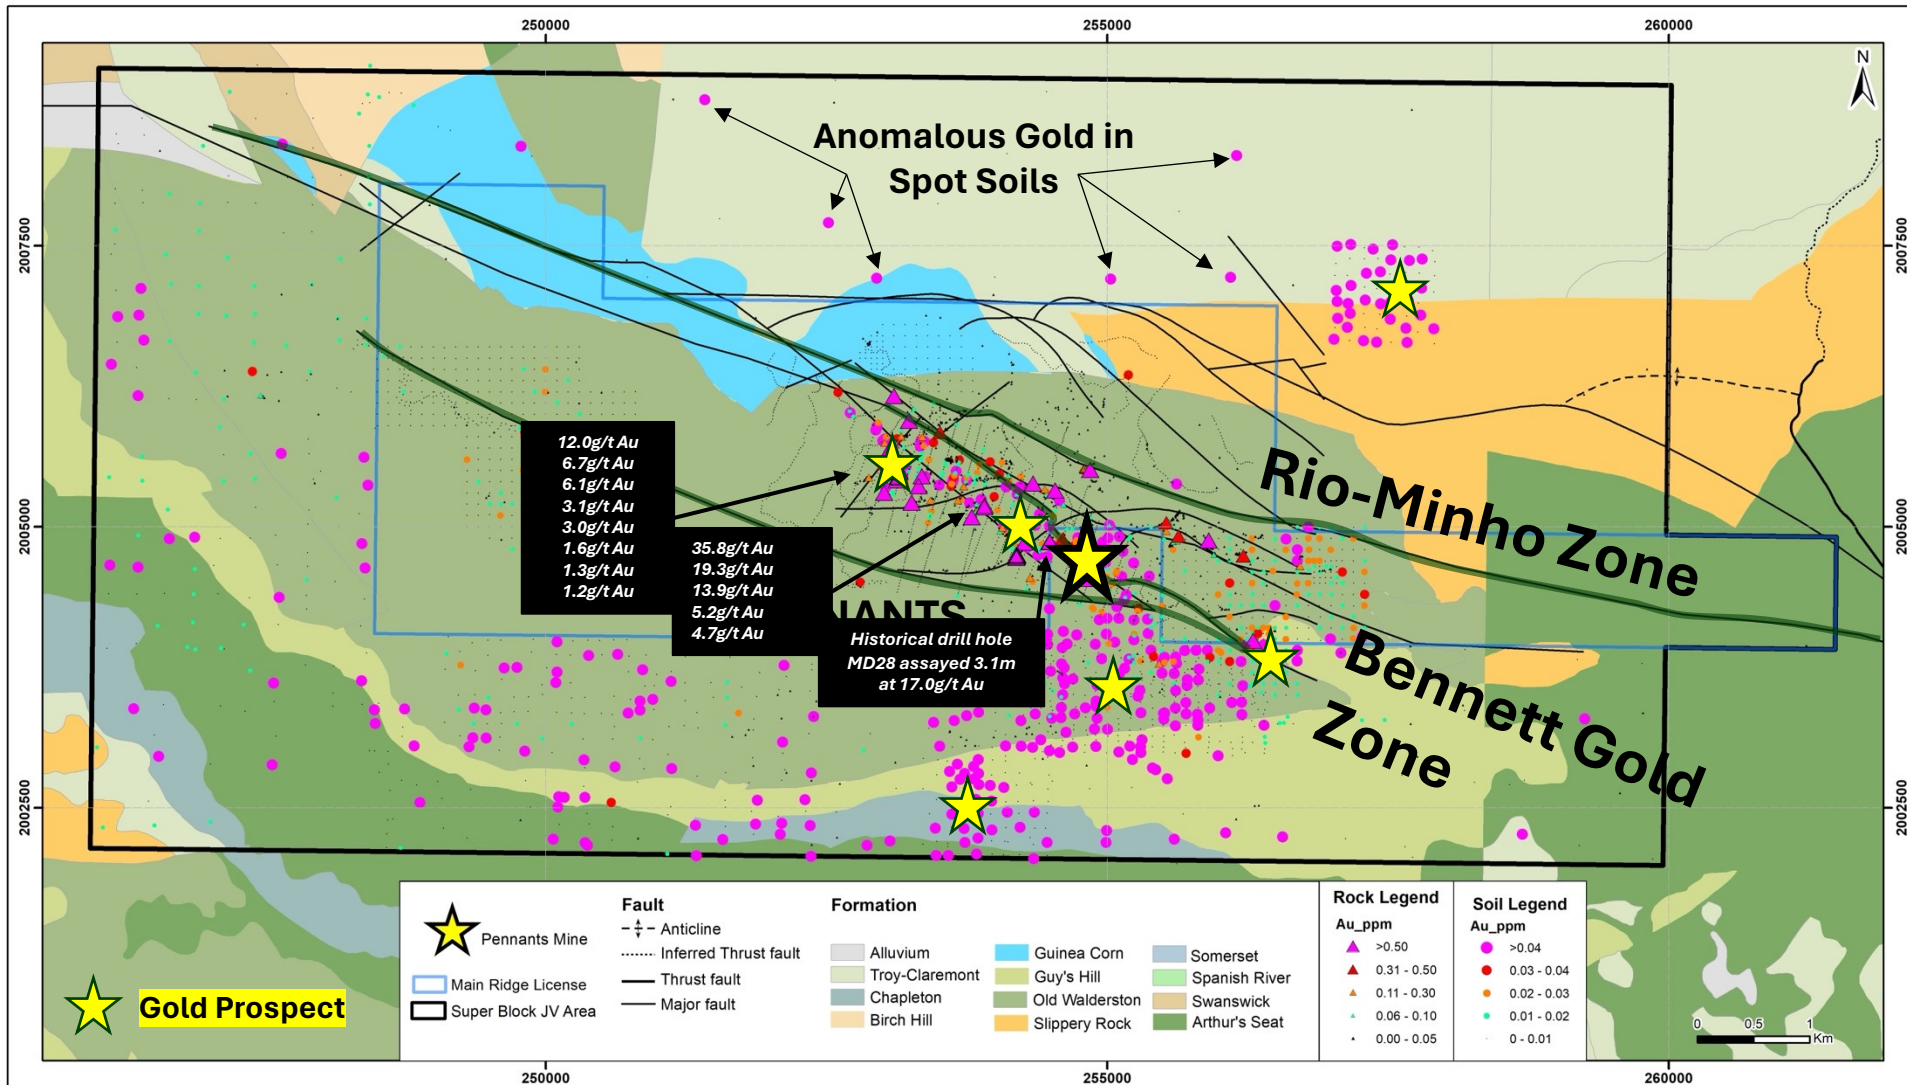 250000
255000
260000
N
Anomalous Gold in
Spot Soils
2007500
2007500
12.0g/t Au
6.7g/t Au
6.1g/t Au
3.1g/t Au
3.0g/t Au
1.6g/t Au
1.3g/t Au
1.2g/t Au
Rio-Minho Zone
2005000
2005000
35.8g/t Au
19.3g/t Au
13.9g/t Au
5.2g/t Au
4.7g/t Au
NANTS
Historical drill hole
MD28 assayed 3.1m
at 17.0g/t Au
Bennett Gold
Zone
2002500
2002500
Pennants Mine
Main Ridge License
Super Block JV Area
Gold Prospect
Fault
Anticline
Inferred Thrust fault
Thrust fault
Major fault
Formation
Alluvium
Troy-Claremont
Chapleton
Birch Hill
Guinea Corn
Guy's Hill
Old Walderston
Slippery Rock
Somerset
Spanish River
Swanswick
Arthur's Seat
Rock Legend
Au_ppm
>0.50
0.31 - 0.50
0.11 - 0.30
0.06 - 0.10
0.00 - 0.05
Soil Legend
Au_ppm
>0.04
0.03 - 0.04
0.02 - 0.03
0.01 - 0.02
0 - 0.01
0 0.5 1
Km
250000
255000
260000